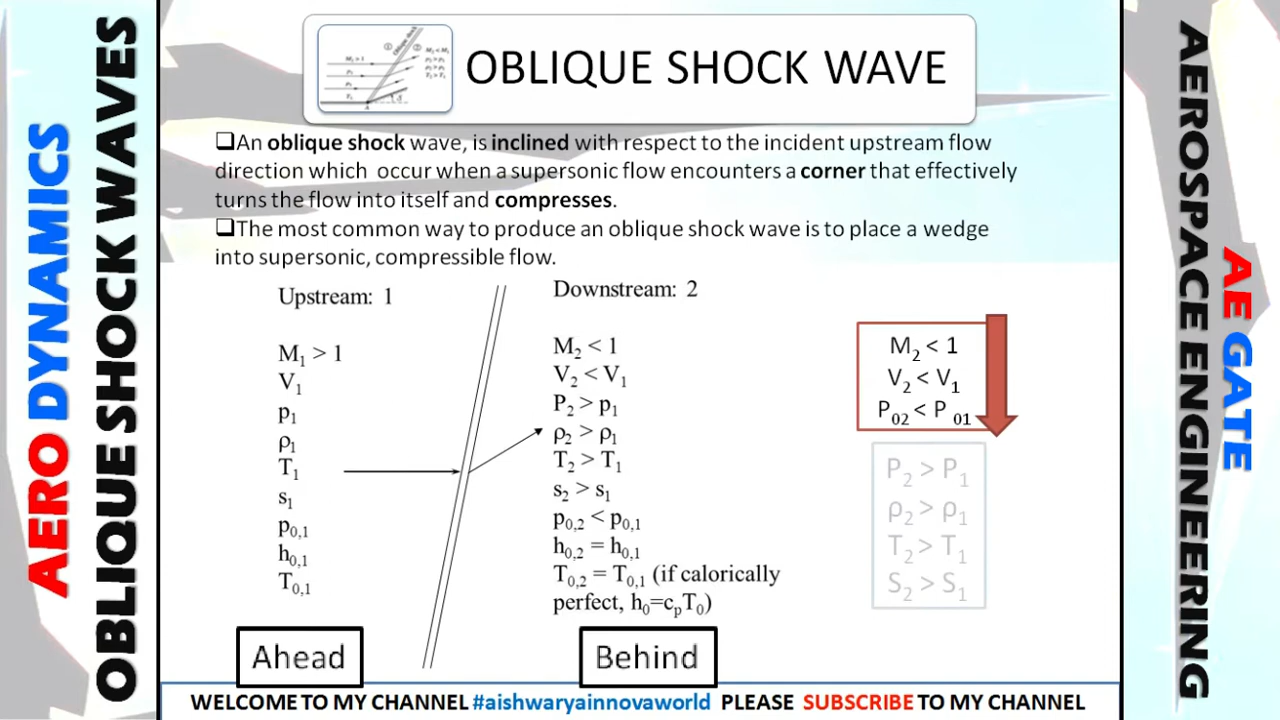 AERO DYNAMICS
OBLIQUE SHOCK WAVES
OBLIQUE SHOCK WAVE
Oblique shock
①
②
M₁ > 1
❑An oblique shock wave, is inclined with respect to the incident upstream flow
direction which occur when a supersonic flow encounters a corner that effectively
turns the flow into itself and compresses.
❑The most common way to produce an oblique shock wave is to place a wedge
into supersonic, compressible flow.
Upstream: 1
M₁ > 1
V₁
p₁
ρ₁
T₁
s₁
p₀,₁
h₀,₁
T₀,₁
Ahead
Downstream: 2
M₂ < 1
V₂ < V₁
P₂ > p₁
ρ₂ > ρ₁
T₂ > T₁
s₂ > s₁
p₀,₂ < p₀,₁
h₀,₂ = h₀,₁
T₀,₂ = T₀,₁ (if calorically
perfect, h₀=cₚT₀)
Behind
M₂ < 1
V₂ < V₁
P₀₂ < P ₀₁
P₂ > P₁
ρ₂ > ρ₁
T₂ > T₁
S₂ > S₁
AE GATE
AEROSPACE ENGINEERING
WELCOME TO MY CHANNEL #aishwaryainnovaworld PLEASE SUBSCRIBE TO MY CHANNEL